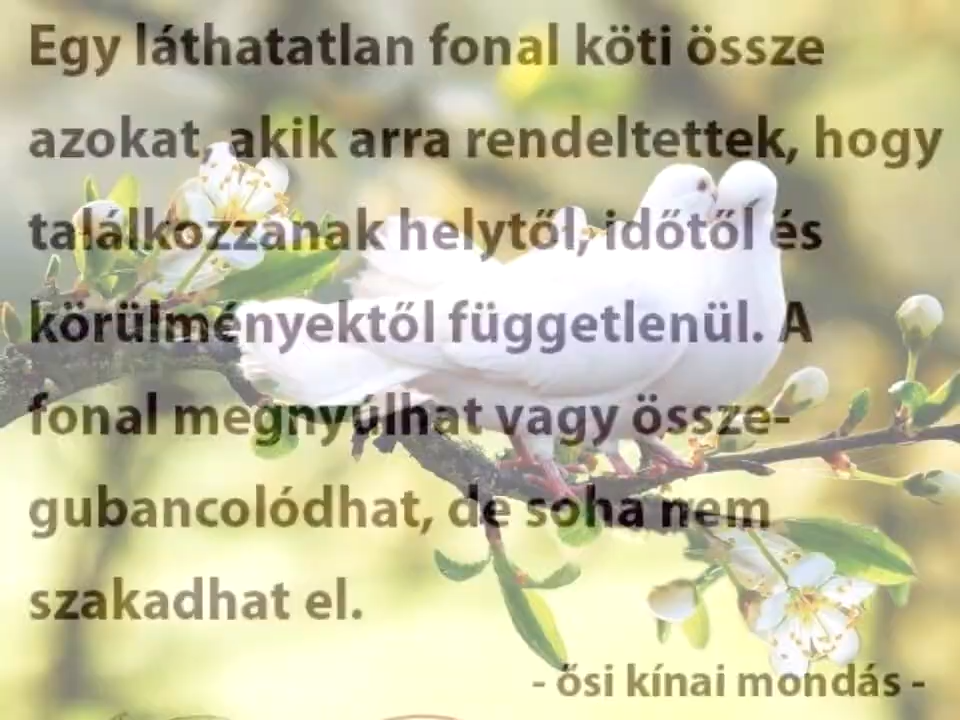 Egy láthatatlan fonal köti össze
azokat, akik arra rendeltettek, hogy
találkozzanak helytől, időtől és
körülményektől függetlenül. A
fonal megnyúlhat vagy össze-
gubancolódhat, de soha nem
szakadhat el.
- ősi kínai mondás -